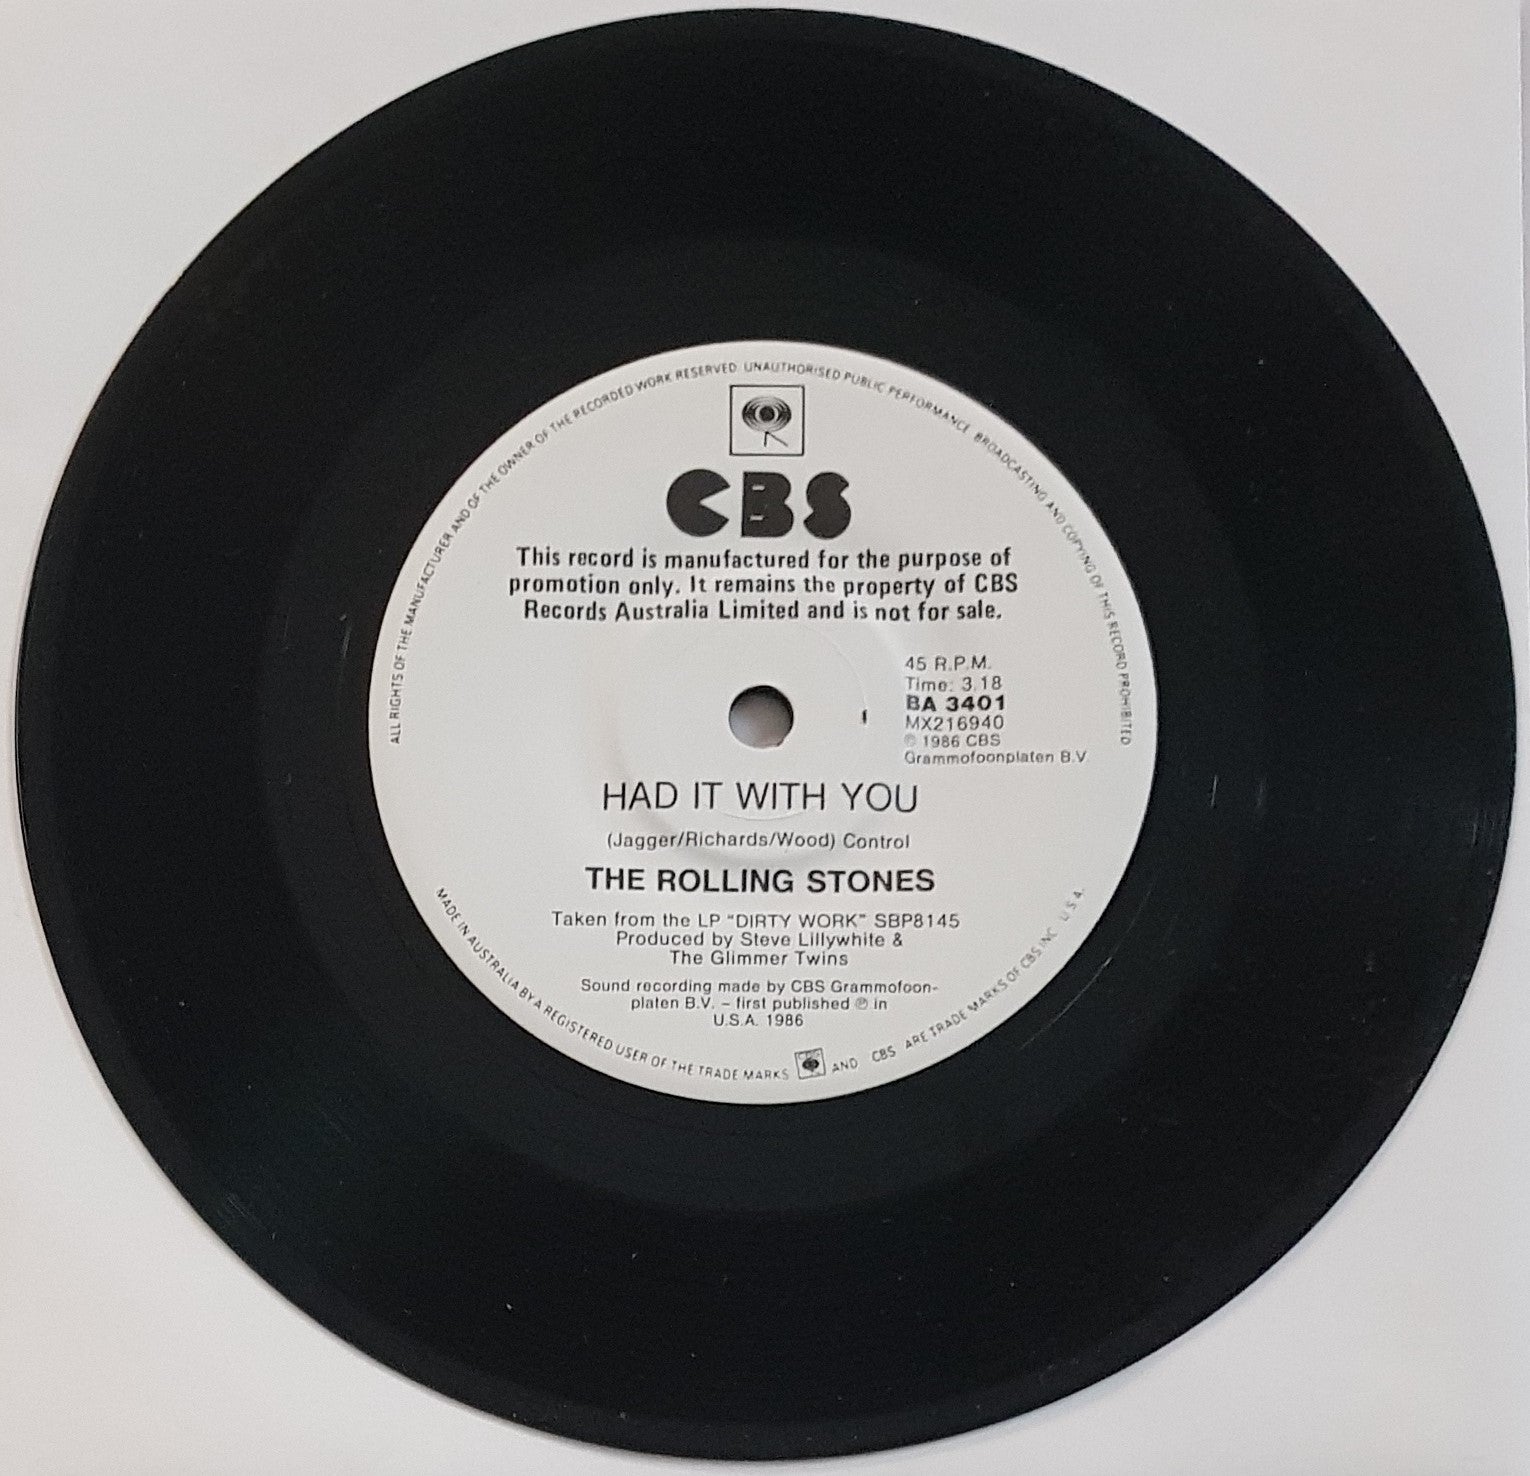 ALL RIGHTS OF THE MANUFACTURER AND OF THE OWNER OF THE RECORDED WORK RESERVED. UNAUTHORISED PUBLIC PERFORMANCE BROADCASTING AND COPYING OF THIS RECORD PROHIBITED
CBS
This record is manufactured for the purpose of
promotion only. It remains the property of CBS
Records Australia Limited and is not for sale.
45 R.P.M.
Time: 3.18
BA 3401
MX216940
© 1986 CBS
Grammofoonplaten B.V.
HAD IT WITH YOU
(Jagger/Richards/Wood) Control
THE ROLLING STONES
Taken from the LP "DIRTY WORK" SBP8145
Produced by Steve Lillywhite &
The Glimmer Twins
Sound recording made by CBS Grammofoon-
platen B.V. – first published ℗ in
U.S.A. 1986
MADE IN AUSTRALIA BY A REGISTERED USER OF THE TRADE MARKS AND CBS ARE TRADE MARKS OF CBS INC. U.S.A.